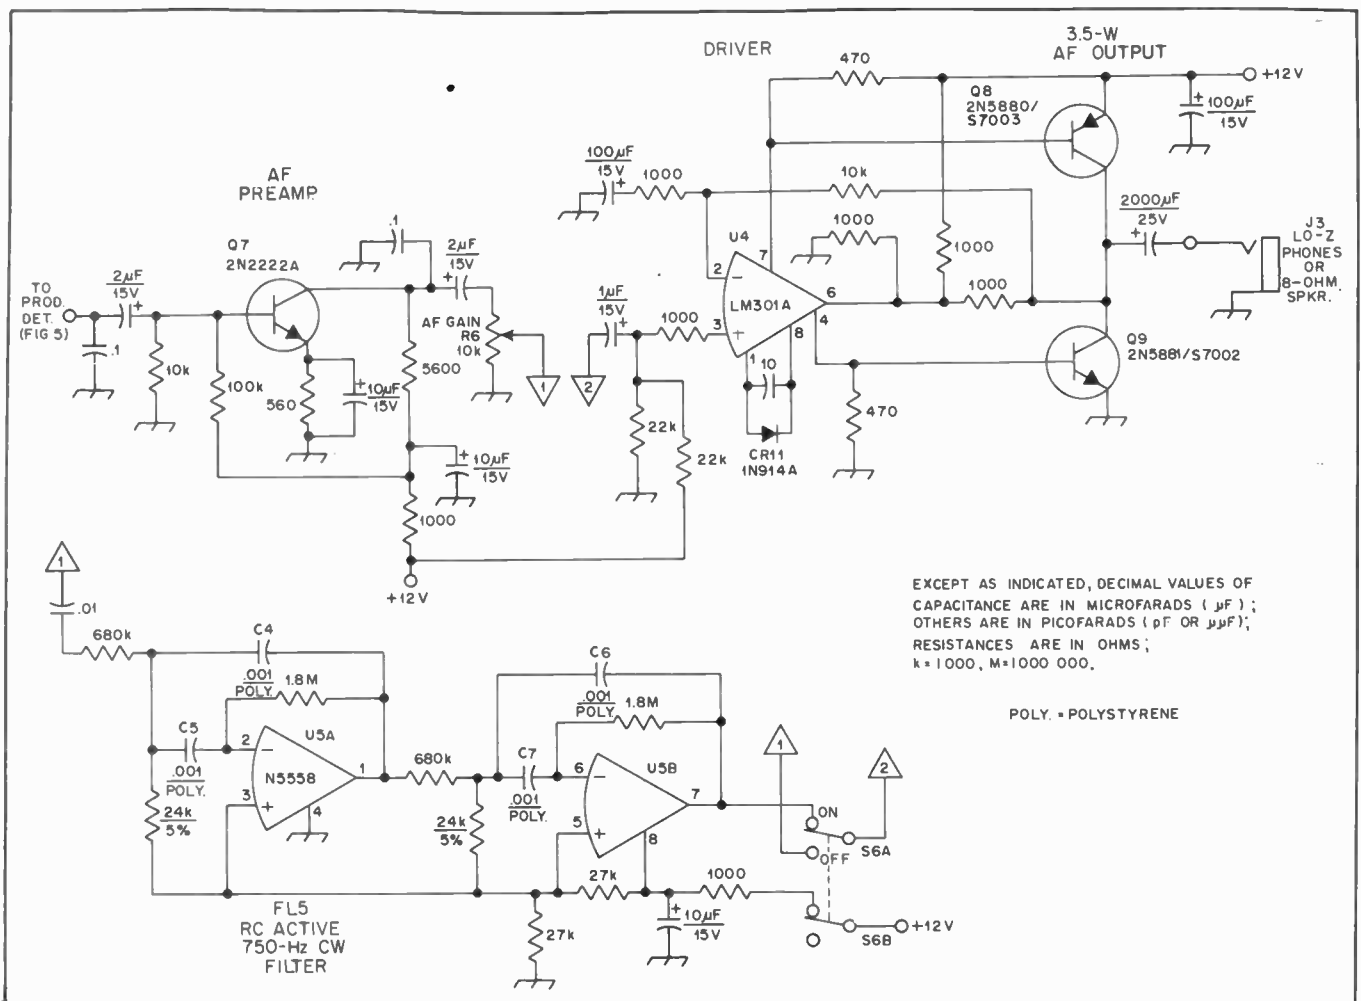 DRIVER
3.5-W
AF OUTPUT
470
+12V
Q8
2N5880/
S7003
+
100µF
15V
100µF
15V
+
1000
10k
AF
PREAMP.
.1
2µF
15V
+
1000
1000
2000µF
25V
+
J3
LO-Z
PHONES
OR
8-OHM
SPKR.
Q7
2N2222A
U4
7
2
−
LM301A
6
1000
4
3
+
8
1
TO
PROD.
DET.
(FIG 5)
2µF
15V
+
.1
10k
100k
560
+
10µF
15V
5600
AF GAIN
R6
10k
1
2
1µF
15V
+
1000
10
CR11
1N914A
470
Q9
2N5881/S7002
22k
22k
+
10µF
15V
1000
+12V
1
.01
680k
C4
.001
POLY.
1.8M
C5
.001
POLY.
U5A
2
−
N5558
1
3
+
4
24k
5%
680k
C6
.001
POLY.
1.8M
C7
.001
POLY.
U5B
6
−
7
5
+
8
24k
5%
27k
27k
+
10µF
15V
1000
1
2
ON
OFF
S6A
S6B
+12V
FL5
RC ACTIVE
750-Hz CW
FILTER
EXCEPT AS INDICATED, DECIMAL VALUES OF
CAPACITANCE ARE IN MICROFARADS ( µF ) ;
OTHERS ARE IN PICOFARADS ( pF OR µµF);
RESISTANCES ARE IN OHMS ;
k = 1000, M=1000 000.
POLY. = POLYSTYRENE